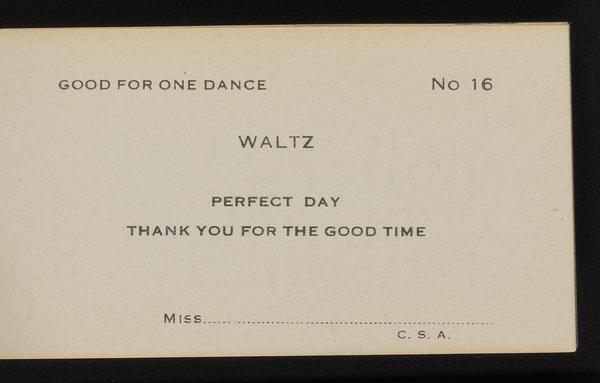 GOOD FOR ONE DANCE No 16
WALTZ
PERFECT DAY
THANK YOU FOR THE GOOD TIME
Miss
C. S. A.